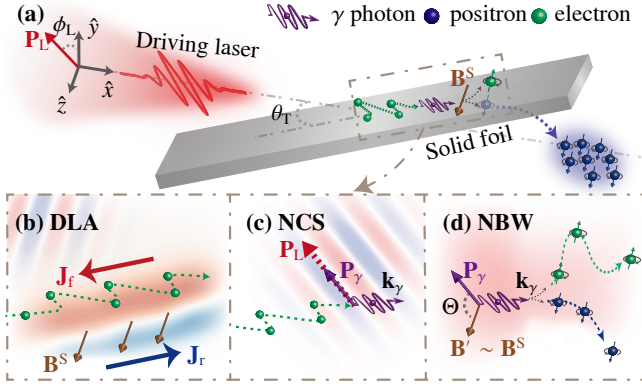 (a)
ϕ_L
ŷ
P_L
x̂
ẑ
Driving laser
γ photon
positron
electron
B^S
θ_T
Solid foil
(b) DLA
J_f
B^S
J_r
(c) NCS
P_L
P_γ
k_γ
(d) NBW
P_γ
k_γ
Θ
B′ ~ B^S